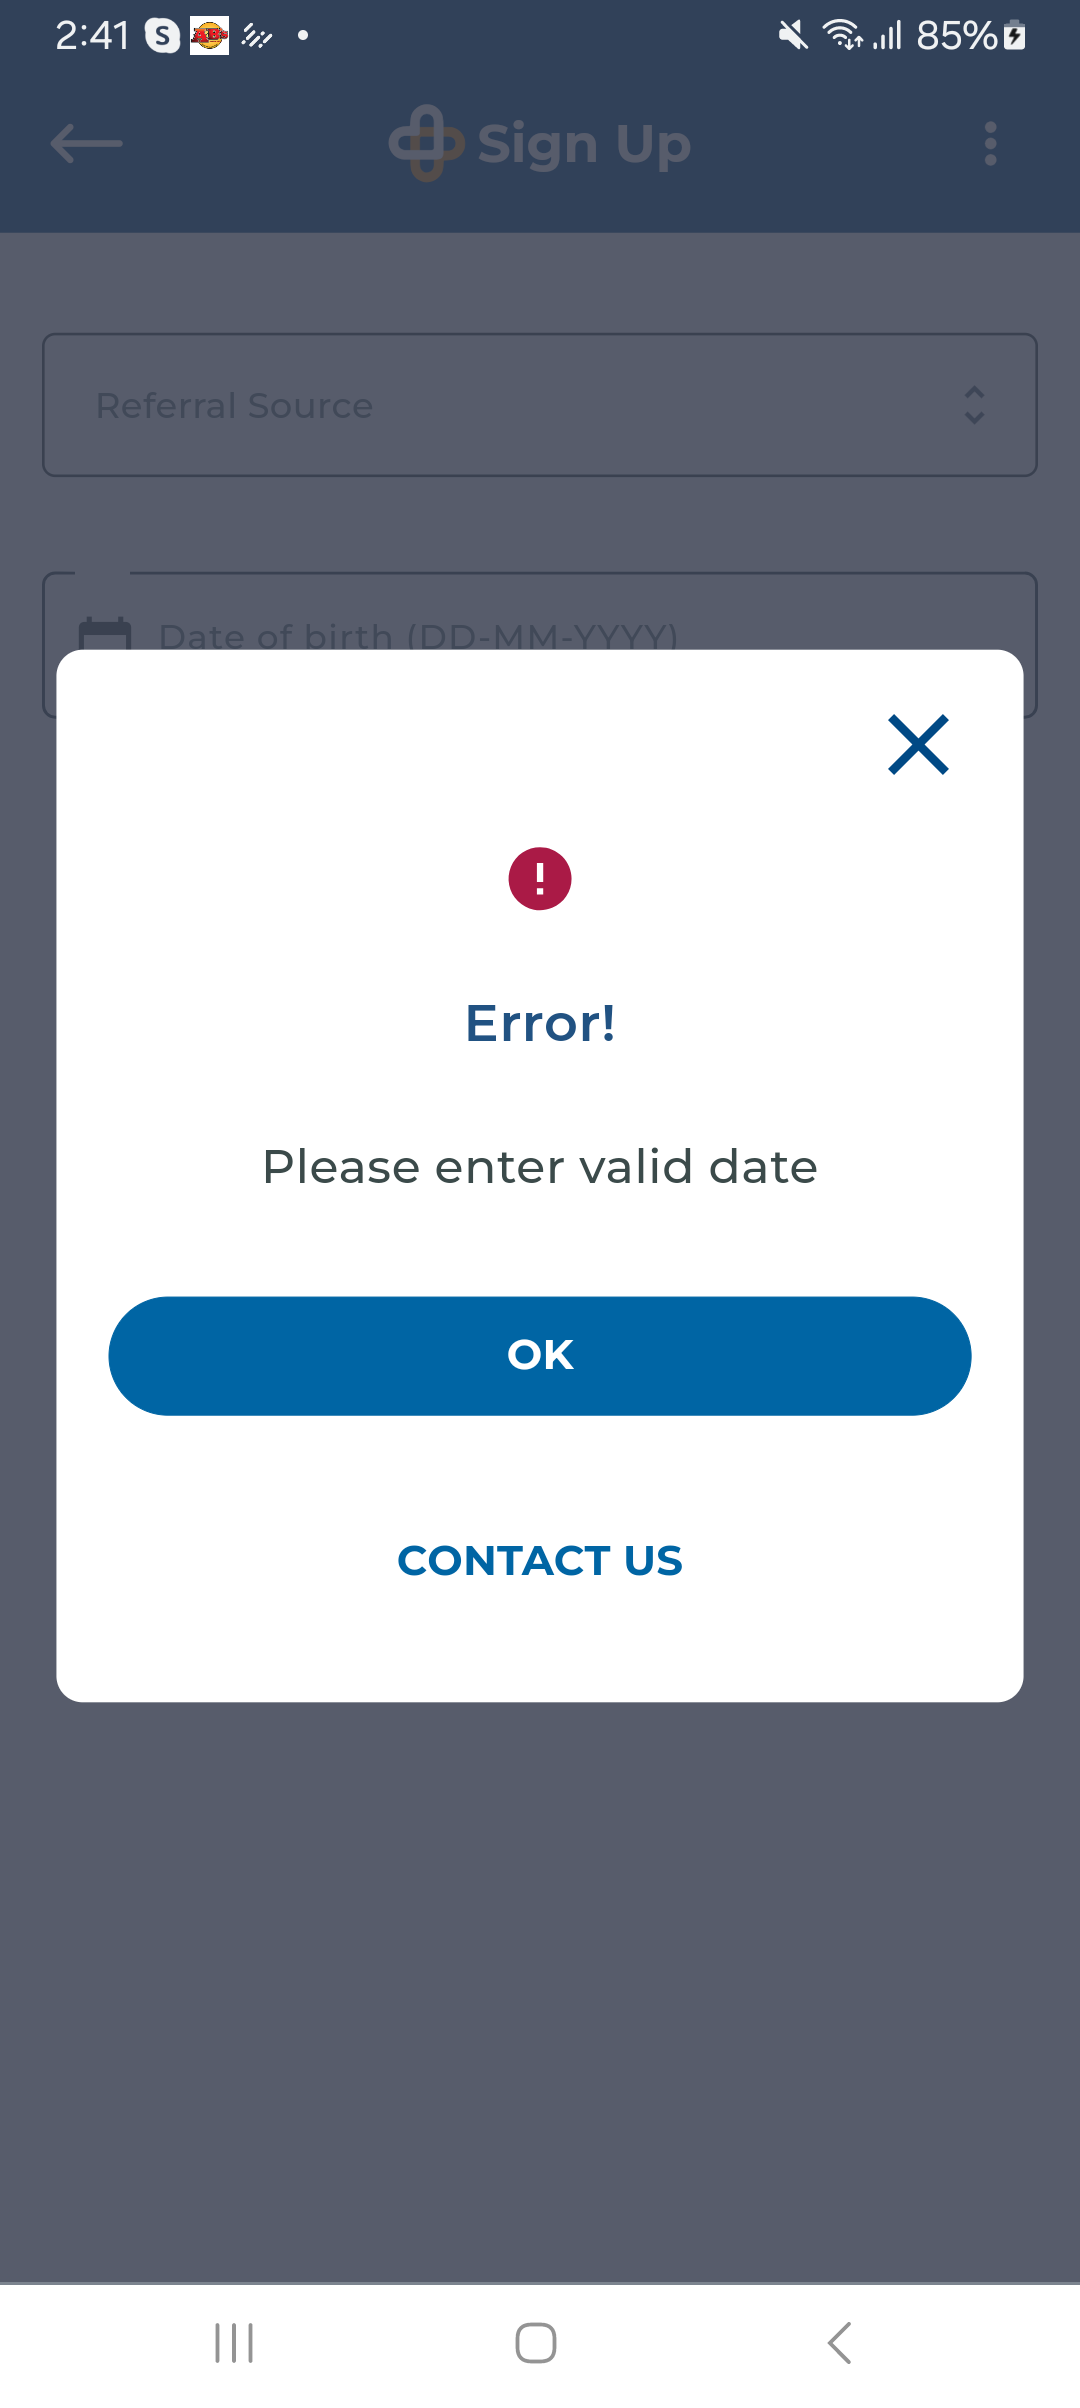 2:41 S 85%
Sign Up
Referral Source
Date of birth (DD-MM-YYYY)
Error!
Please enter valid date
OK
CONTACT US